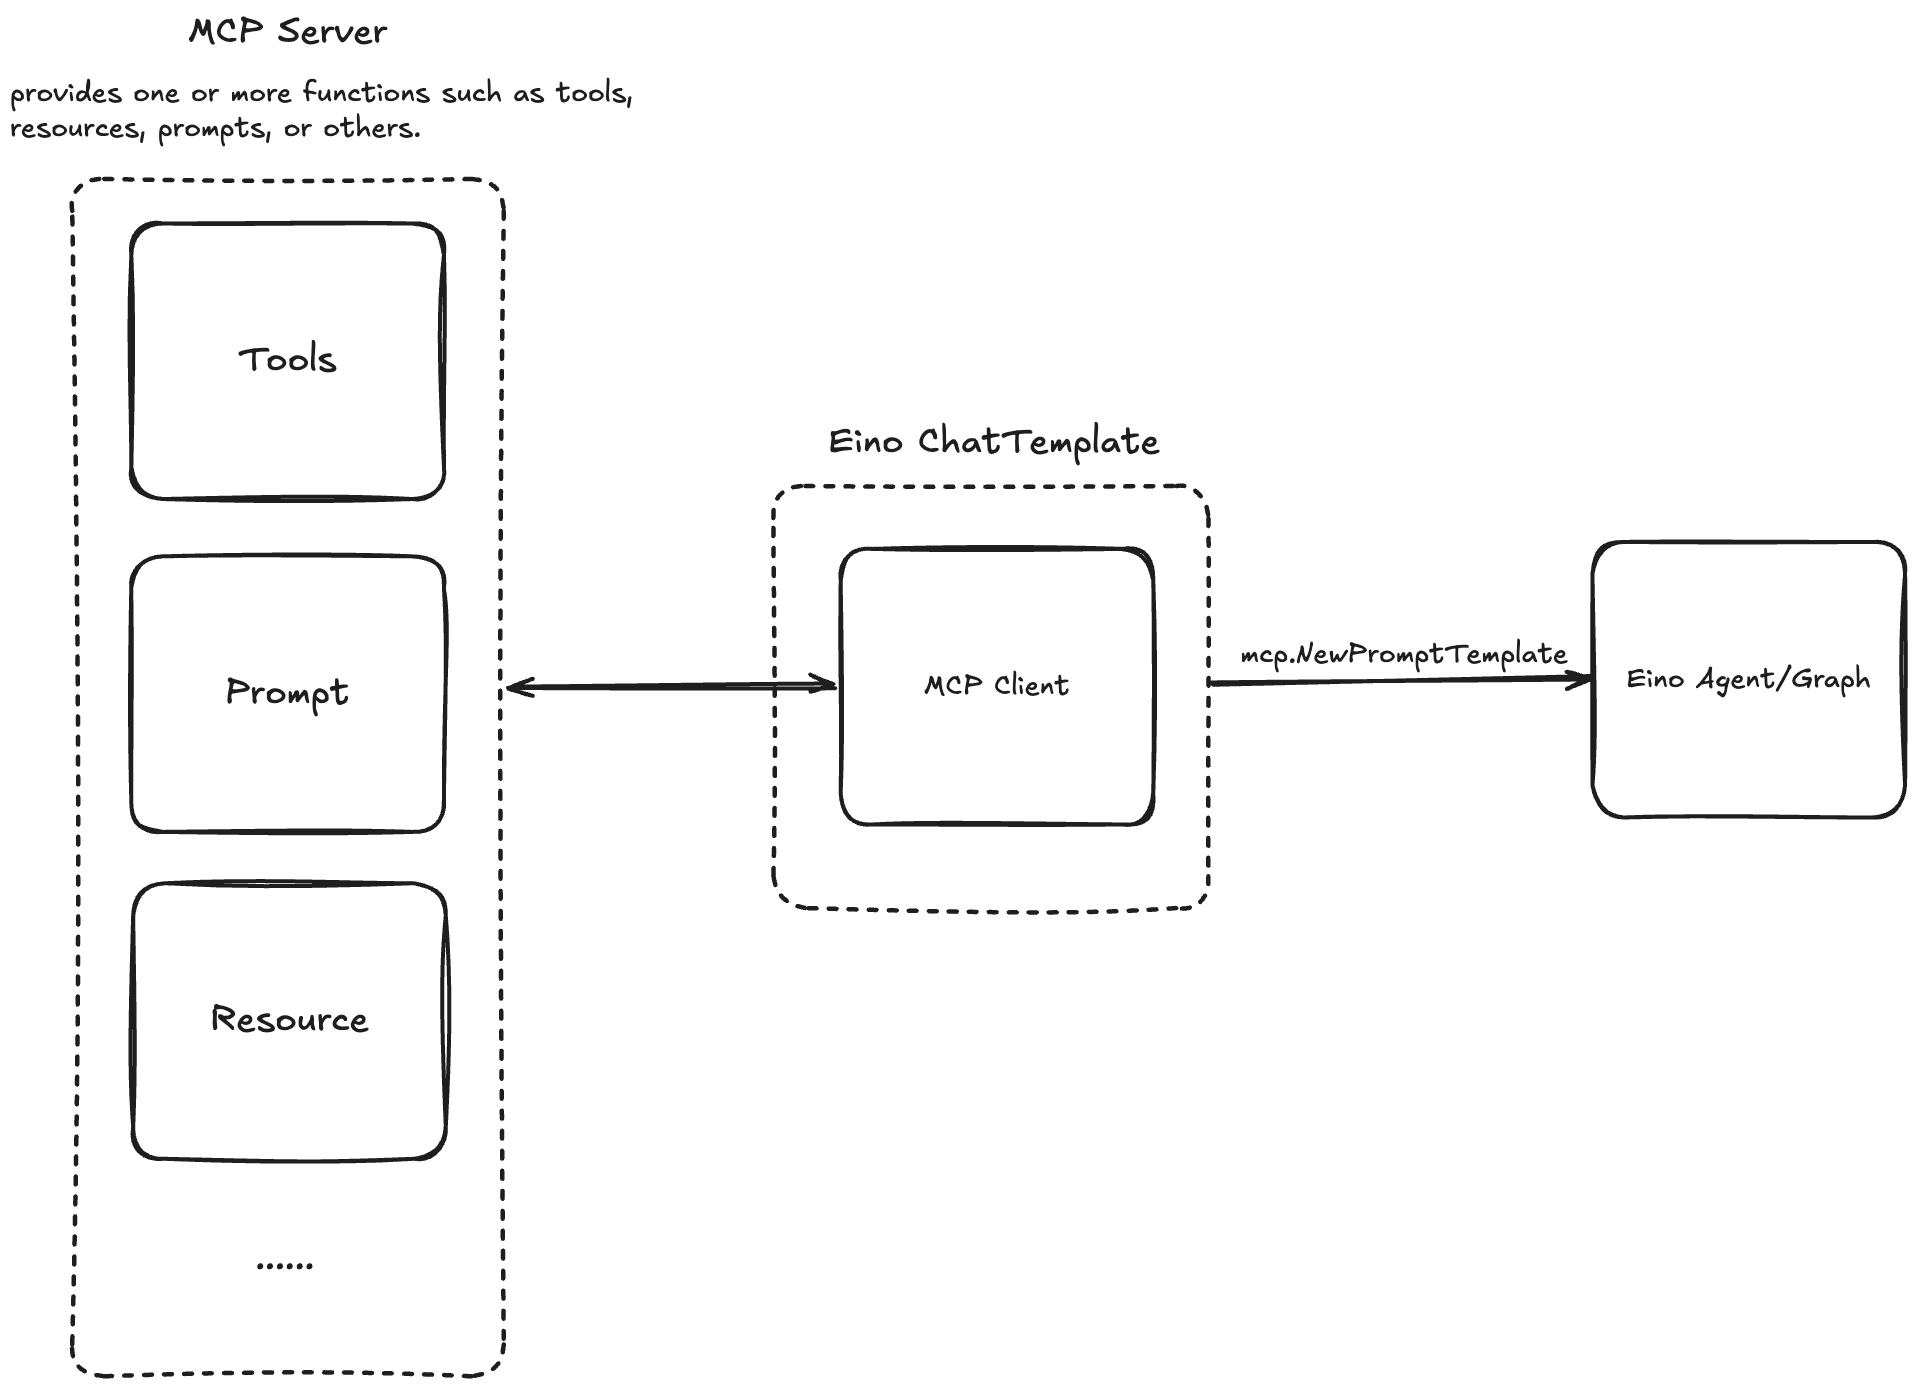 MCP Server
provides one or more functions such as tools,
resources, prompts, or others.
Tools
Prompt
Resource
......
Eino ChatTemplate
MCP Client
mcp.NewPromptTemplate
Eino Agent/Graph